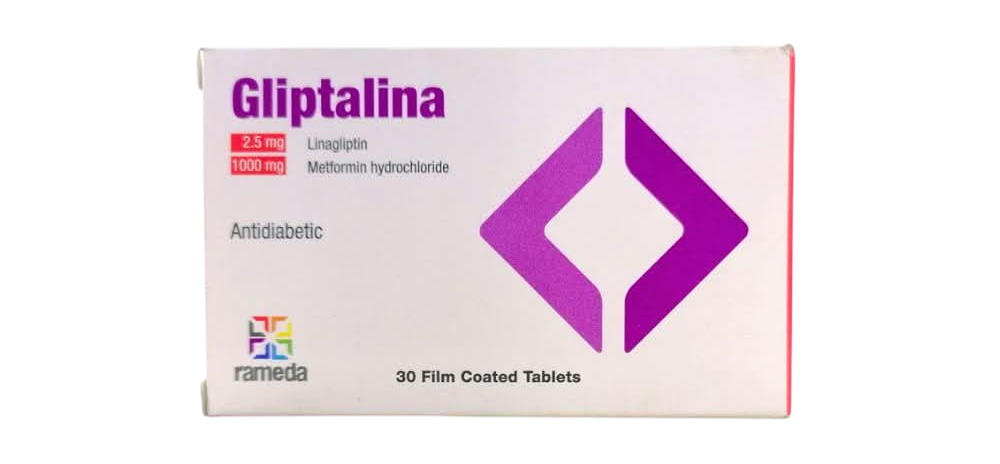 Gliptalina
2.5 mg Linagliptin
1000 mg Metformin hydrochloride
Antidiabetic
rameda
30 Film Coated Tablets